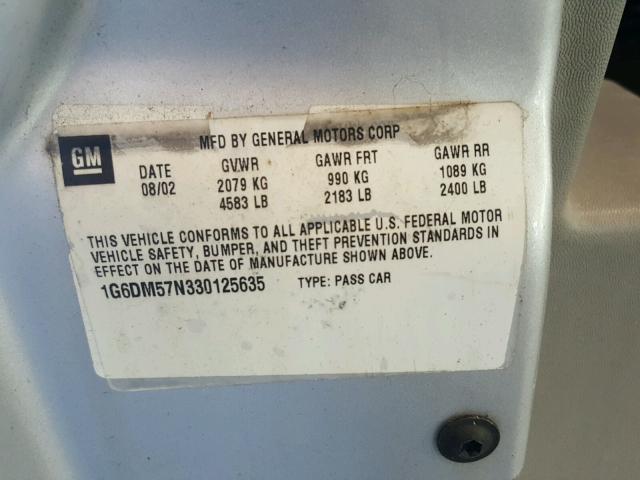 GM
MFD BY GENERAL MOTORS CORP
DATE GVWR GAWR FRT GAWR RR
08/02 2079 KG 990 KG 1089 KG
4583 LB 2183 LB 2400 LB
THIS VEHICLE CONFORMS TO ALL APPLICABLE U.S. FEDERAL MOTOR
VEHICLE SAFETY, BUMPER, AND THEFT PREVENTION STANDARDS IN
EFFECT ON THE DATE OF MANUFACTURE SHOWN ABOVE.
1G6DM57N330125635 TYPE: PASS CAR